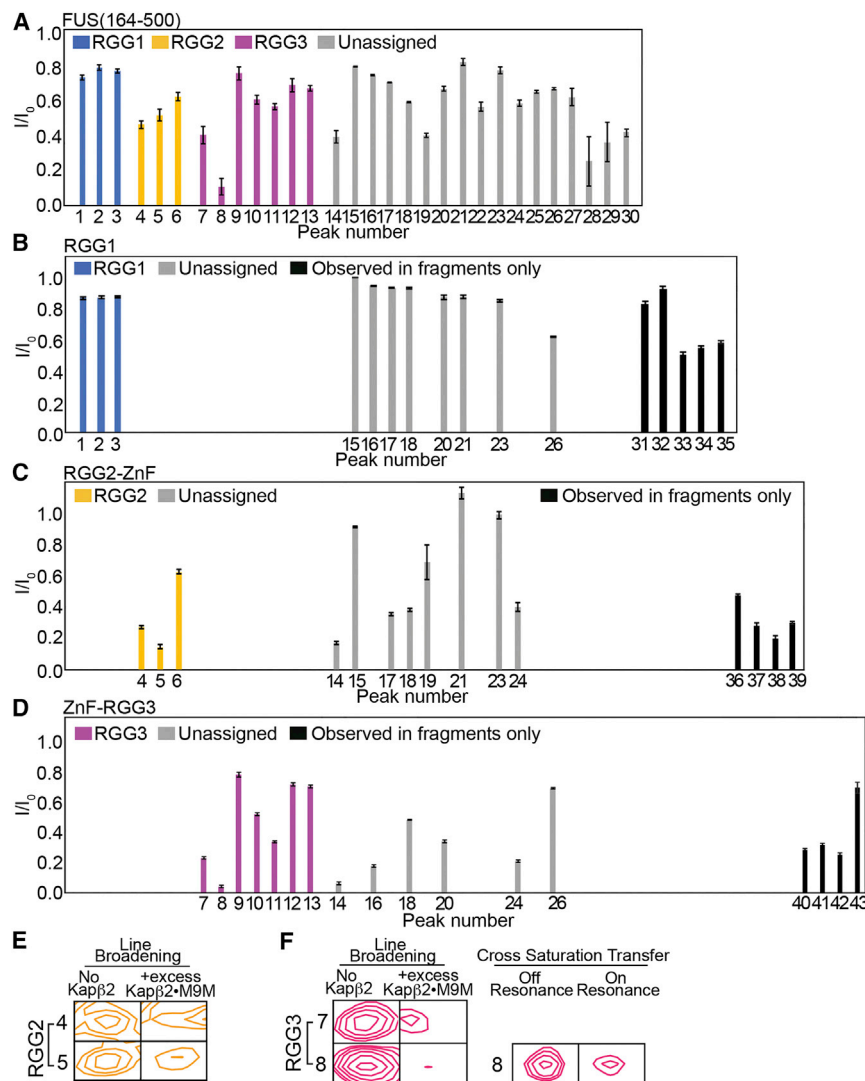 A FUS(164-500)
RGG1 RGG2 RGG3 Unassigned
I/I0
1.0
0.8
0.6
0.4
0.2
0.0
1 2 3 4 5 6 7 8 9 10 11 12 13 14 15 16 17 18 19 20 21 22 23 24 25 26 27 28 29 30
Peak number
B RGG1
RGG1 Unassigned Observed in fragments only
I/I0
1.0
0.8
0.6
0.4
0.2
0.0
1 2 3 15 16 17 18 20 21 23 26 31 32 33 34 35
Peak number
C RGG2-ZnF
RGG2 Unassigned Observed in fragments only
I/I0
1.0
0.8
0.6
0.4
0.2
0.0
4 5 6 14 15 17 18 19 21 23 24 36 37 38 39
Peak number
D ZnF-RGG3
RGG3 Unassigned Observed in fragments only
I/I0
1.0
0.8
0.6
0.4
0.2
0.0
7 8 9 10 11 12 13 14 16 18 20 24 26 40 41 42 43
Peak number
E Line
Broadening
No +excess
Kapβ2 Kapβ2•M9M
RGG2
4
5
F Line
Broadening
No +excess
Kapβ2 Kapβ2•M9M
RGG3
7
8
Cross Saturation Transfer
Off On
Resonance Resonance
8